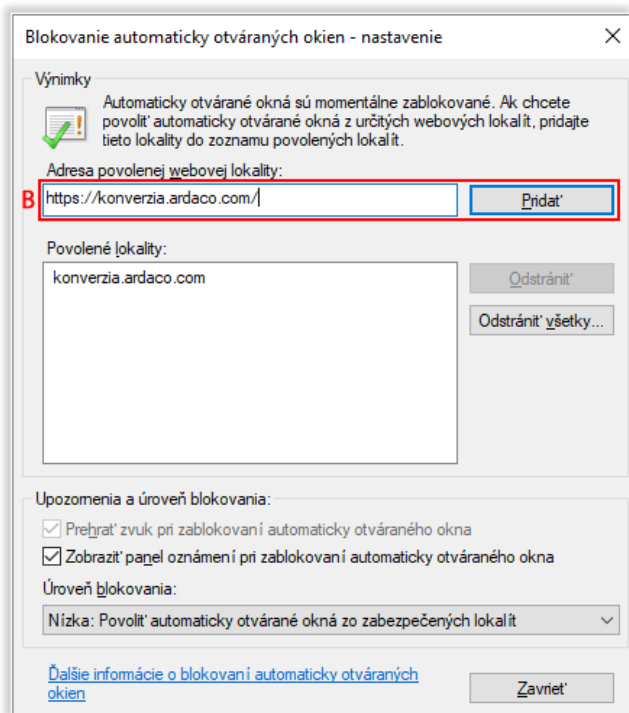 Blokovanie automaticky otváraných okien - nastavenie
Výnimky
Automaticky otvárané okná sú momentálne zablokované. Ak chcete
povoliť automaticky otvárané okná z určitých webových lokalít, pridajte
tieto lokality do zoznamu povolených lokalít.
Adresa povolenej webovej lokality:
B https://konverzia.ardaco.com/ Pridať
Povolené lokality:
konverzia.ardaco.com
Odstrániť
Odstrániť všetky...
Upozornenia a úroveň blokovania:
Prehrať zvuk pri zablokovaní automaticky otváraného okna
Zobraziť panel oznámení pri zablokovaní automaticky otváraného okna
Úroveň blokovania:
Nízka: Povoliť automaticky otvárané okná zo zabezpečených lokalít
Ďalšie informácie o blokovaní automaticky otváraných
okien
Zavrieť